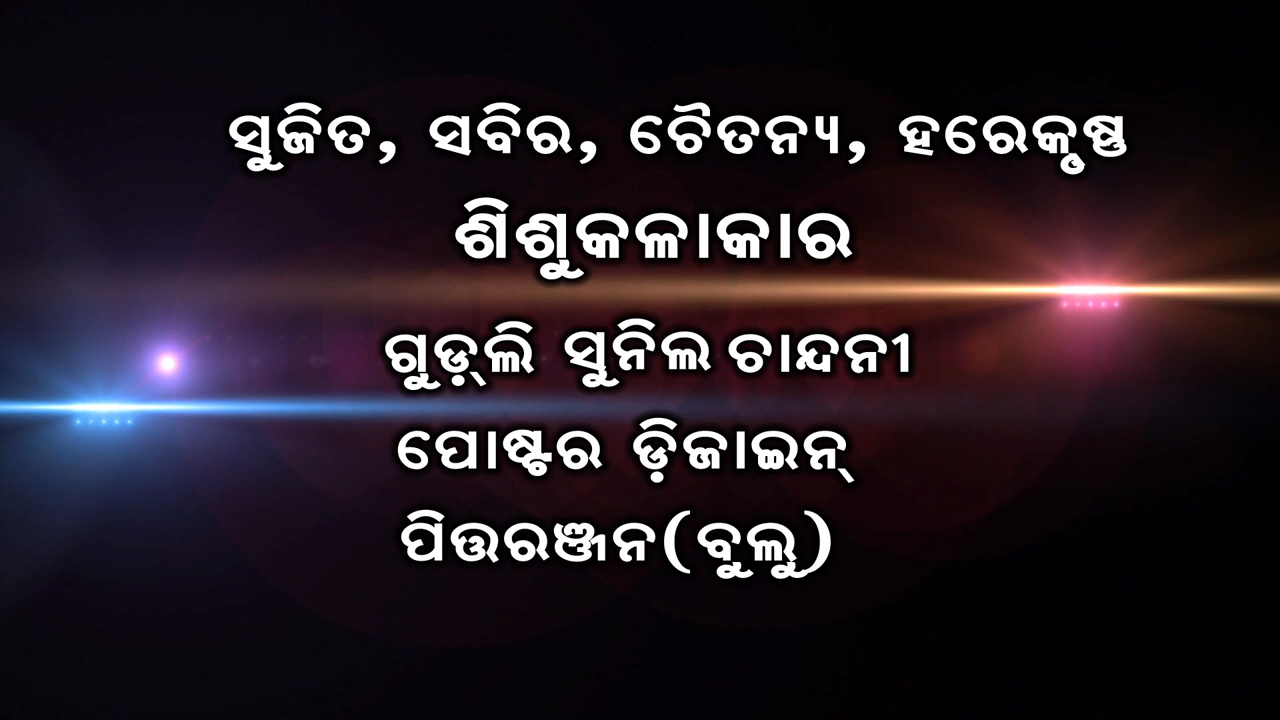 ସୁଜିତ, ସବିର, ଚୈତନ୍ୟ, ହରେକୃଷ୍ଣ
ଶିଶୁକଳାକାର
ଗୁଡ଼୍‌ଲି ସୁନିଲ ଚାନ୍ଦନୀ
ପୋଷ୍ଟର ଡ଼ିଜାଇନ୍
ପିତ୍ତରଞ୍ଜନ(ବୁଲୁ)